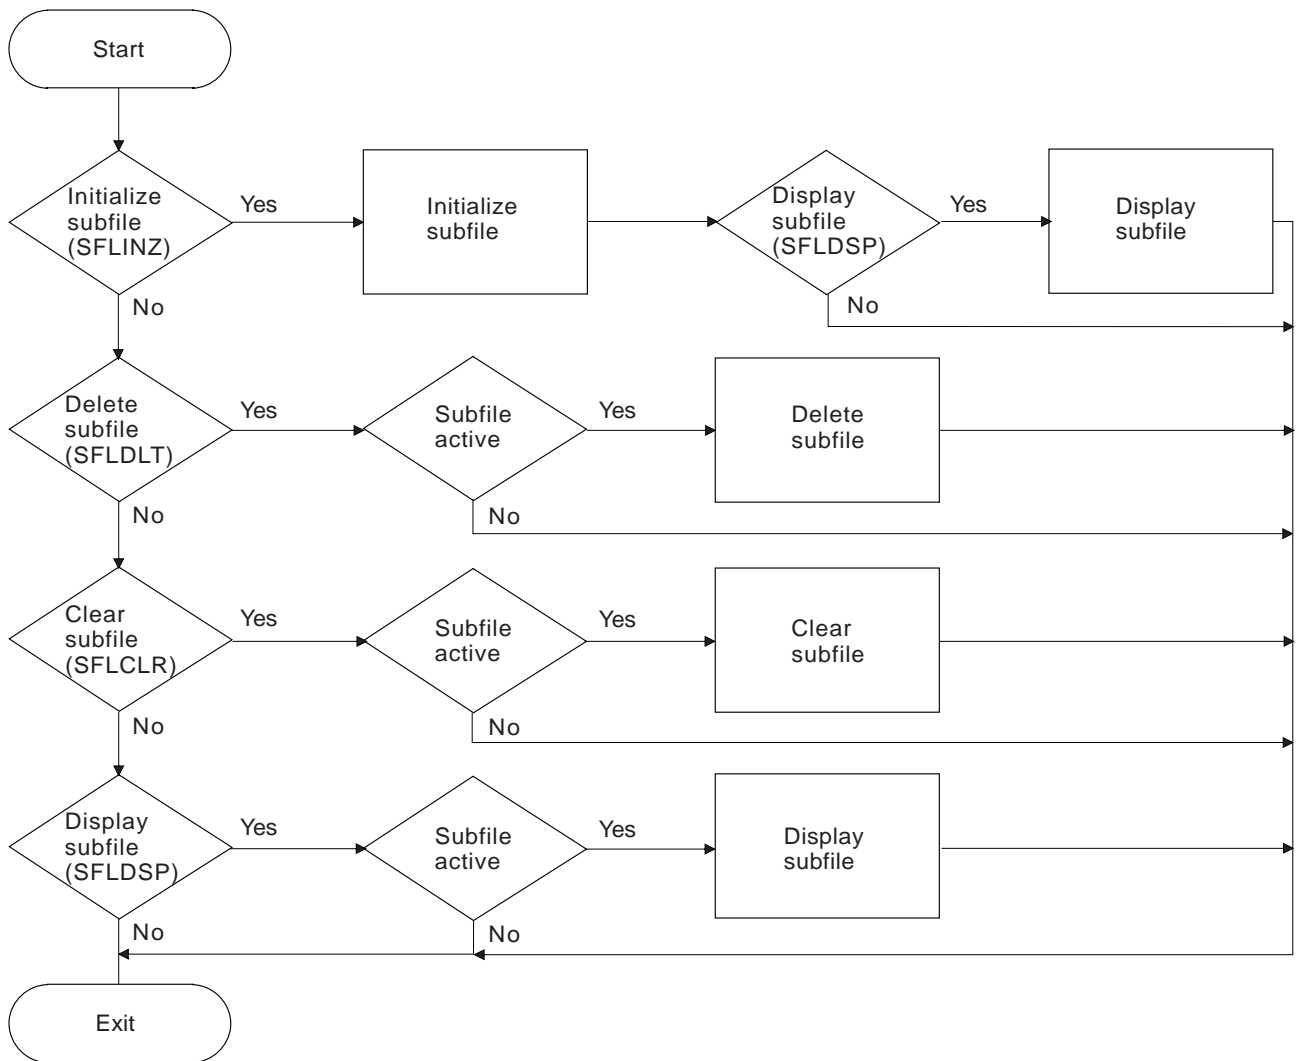 Start
Initialize
subfile
(SFLINZ)
Yes
Initialize
subfile
Display
subfile
(SFLDSP)
Yes
Display
subfile
No
No
Delete
subfile
(SFLDLT)
Yes
Subfile
active
Yes
Delete
subfile
No
No
Clear
subfile
(SFLCLR)
Yes
Subfile
active
Yes
Clear
subfile
No
No
Display
subfile
(SFLDSP)
Yes
Subfile
active
Yes
Display
subfile
No
No
Exit